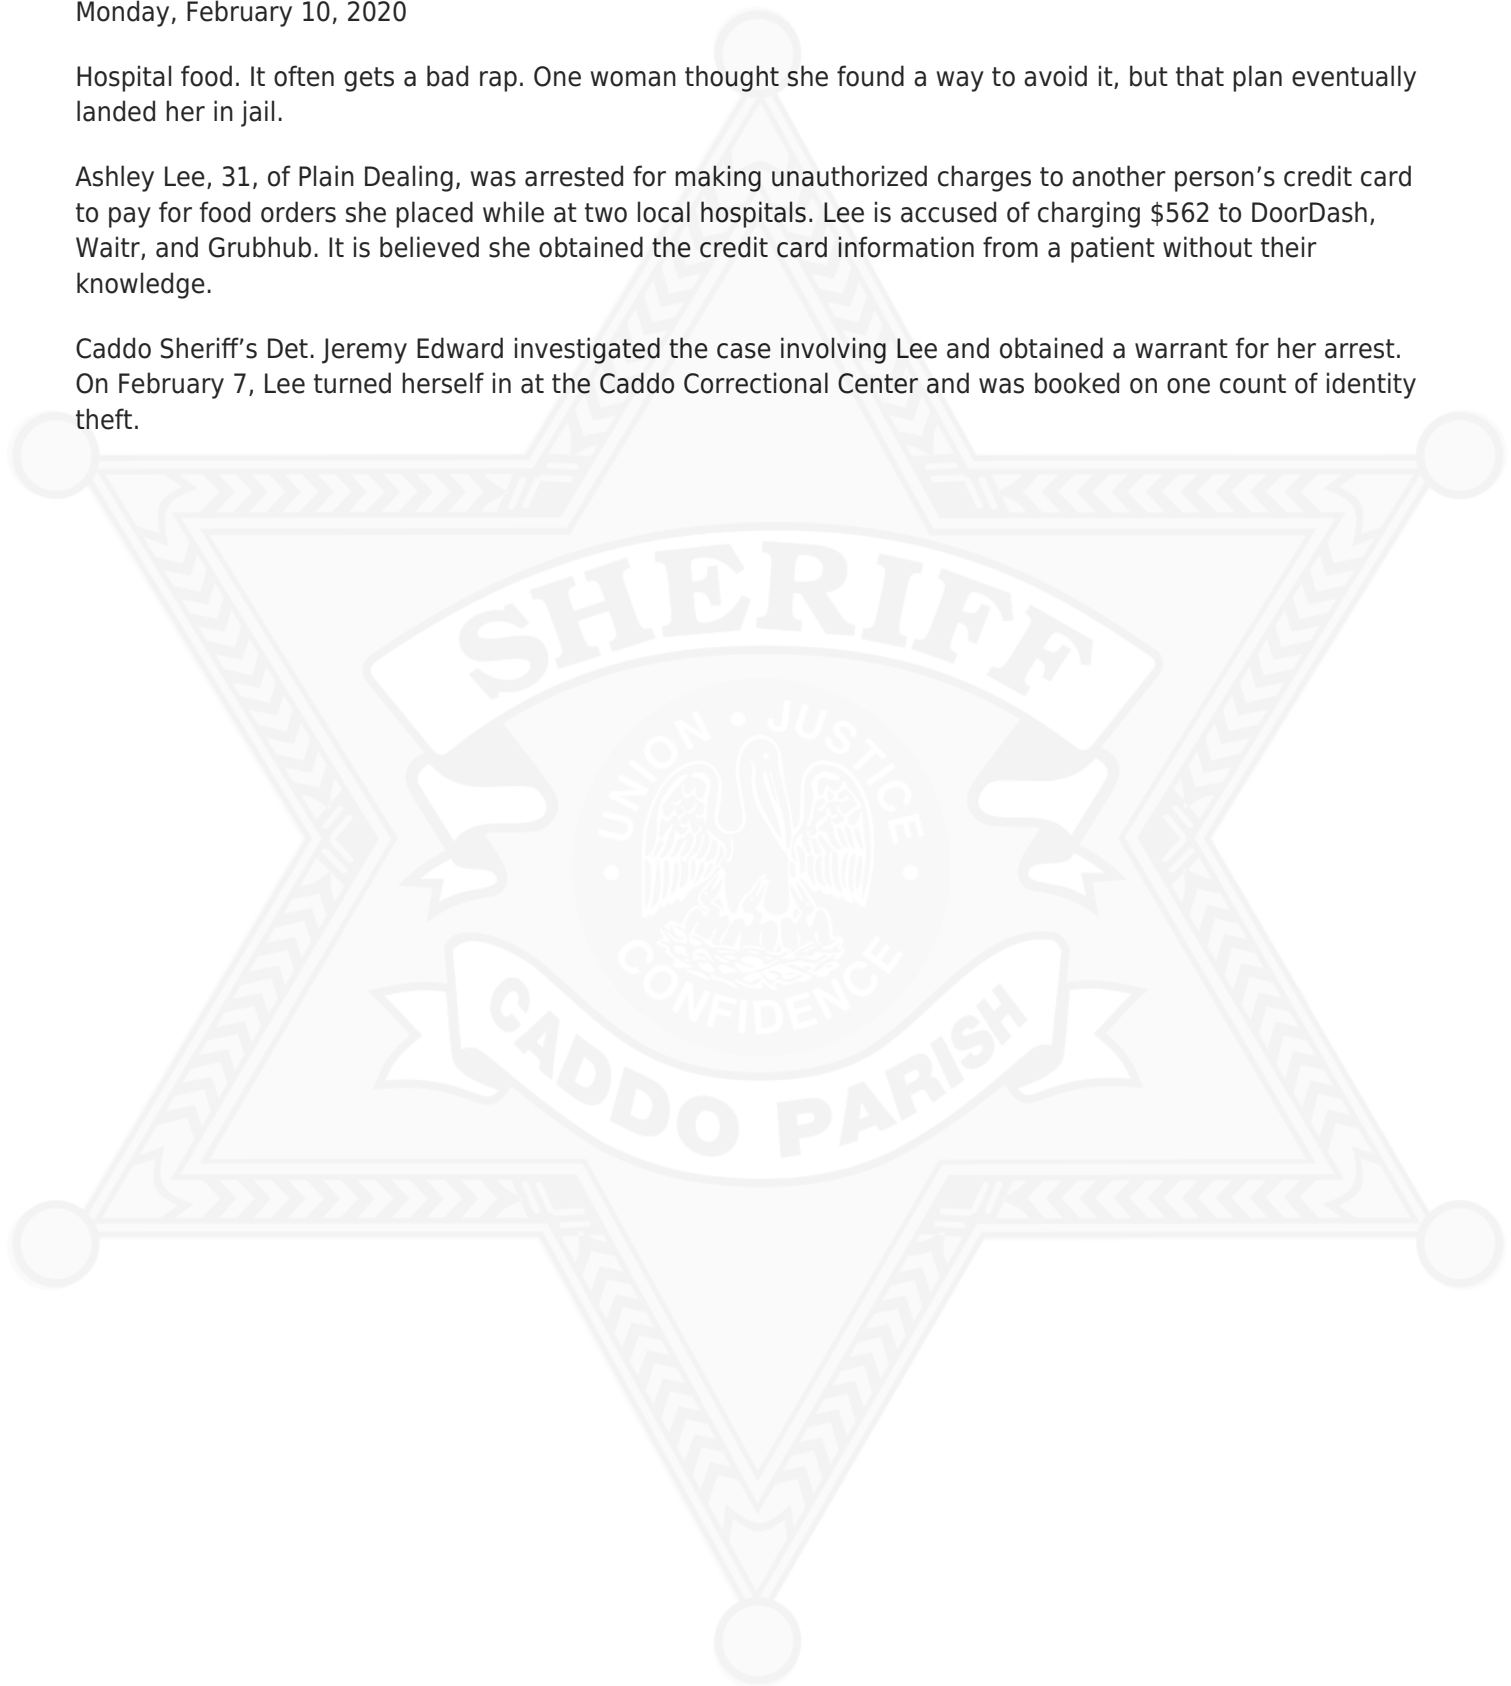 Monday, February 10, 2020
Hospital food. It often gets a bad rap. One woman thought she found a way to avoid it, but that plan eventually
landed her in jail.
Ashley Lee, 31, of Plain Dealing, was arrested for making unauthorized charges to another person’s credit card
to pay for food orders she placed while at two local hospitals. Lee is accused of charging $562 to DoorDash,
Waitr, and Grubhub. It is believed she obtained the credit card information from a patient without their
knowledge.
Caddo Sheriff’s Det. Jeremy Edward investigated the case involving Lee and obtained a warrant for her arrest.
On February 7, Lee turned herself in at the Caddo Correctional Center and was booked on one count of identity
theft.
SHERIFF
UNION • JUSTICE
• CONFIDENCE •
CADDO PARISH